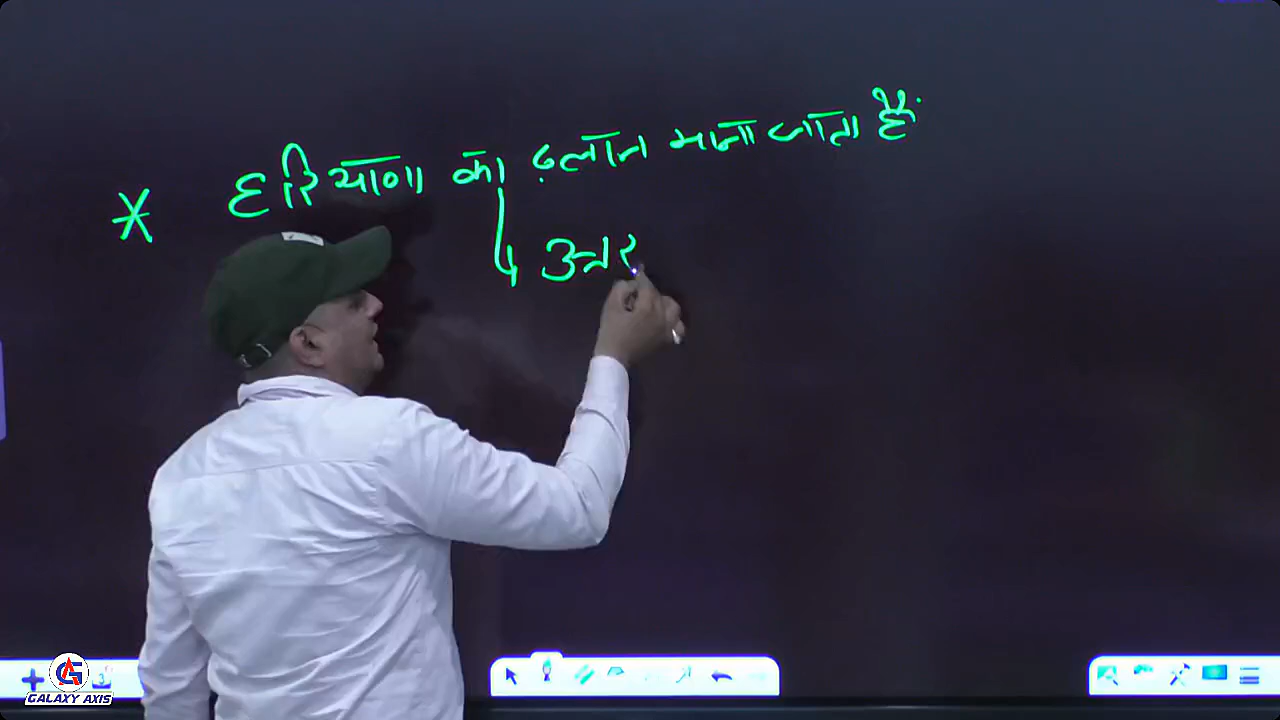 * हरियाणा का ढलान माना जाता है
उत्तर
GALAXY AXIS